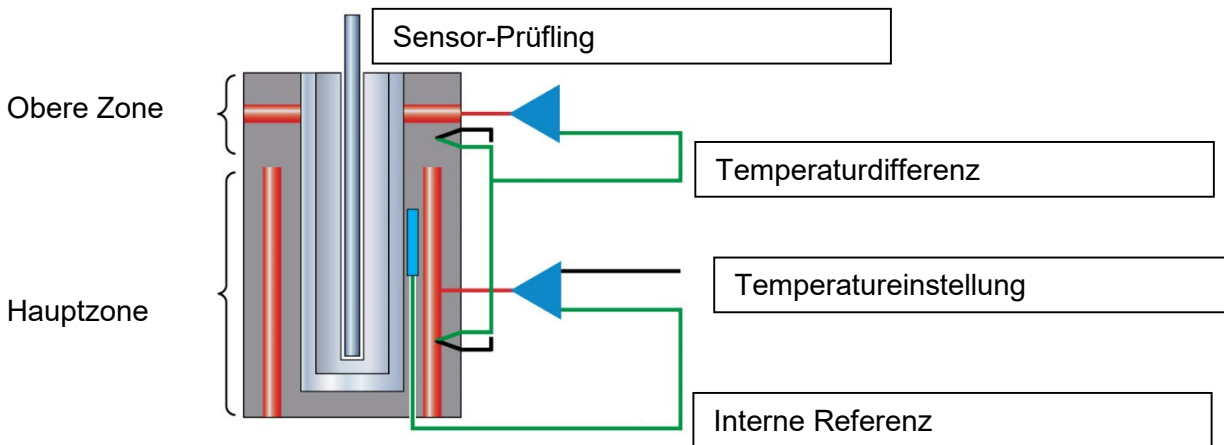 Sensor-Prüfling
Obere Zone
Temperaturdifferenz
Temperatureinstellung
Hauptzone
Interne Referenz